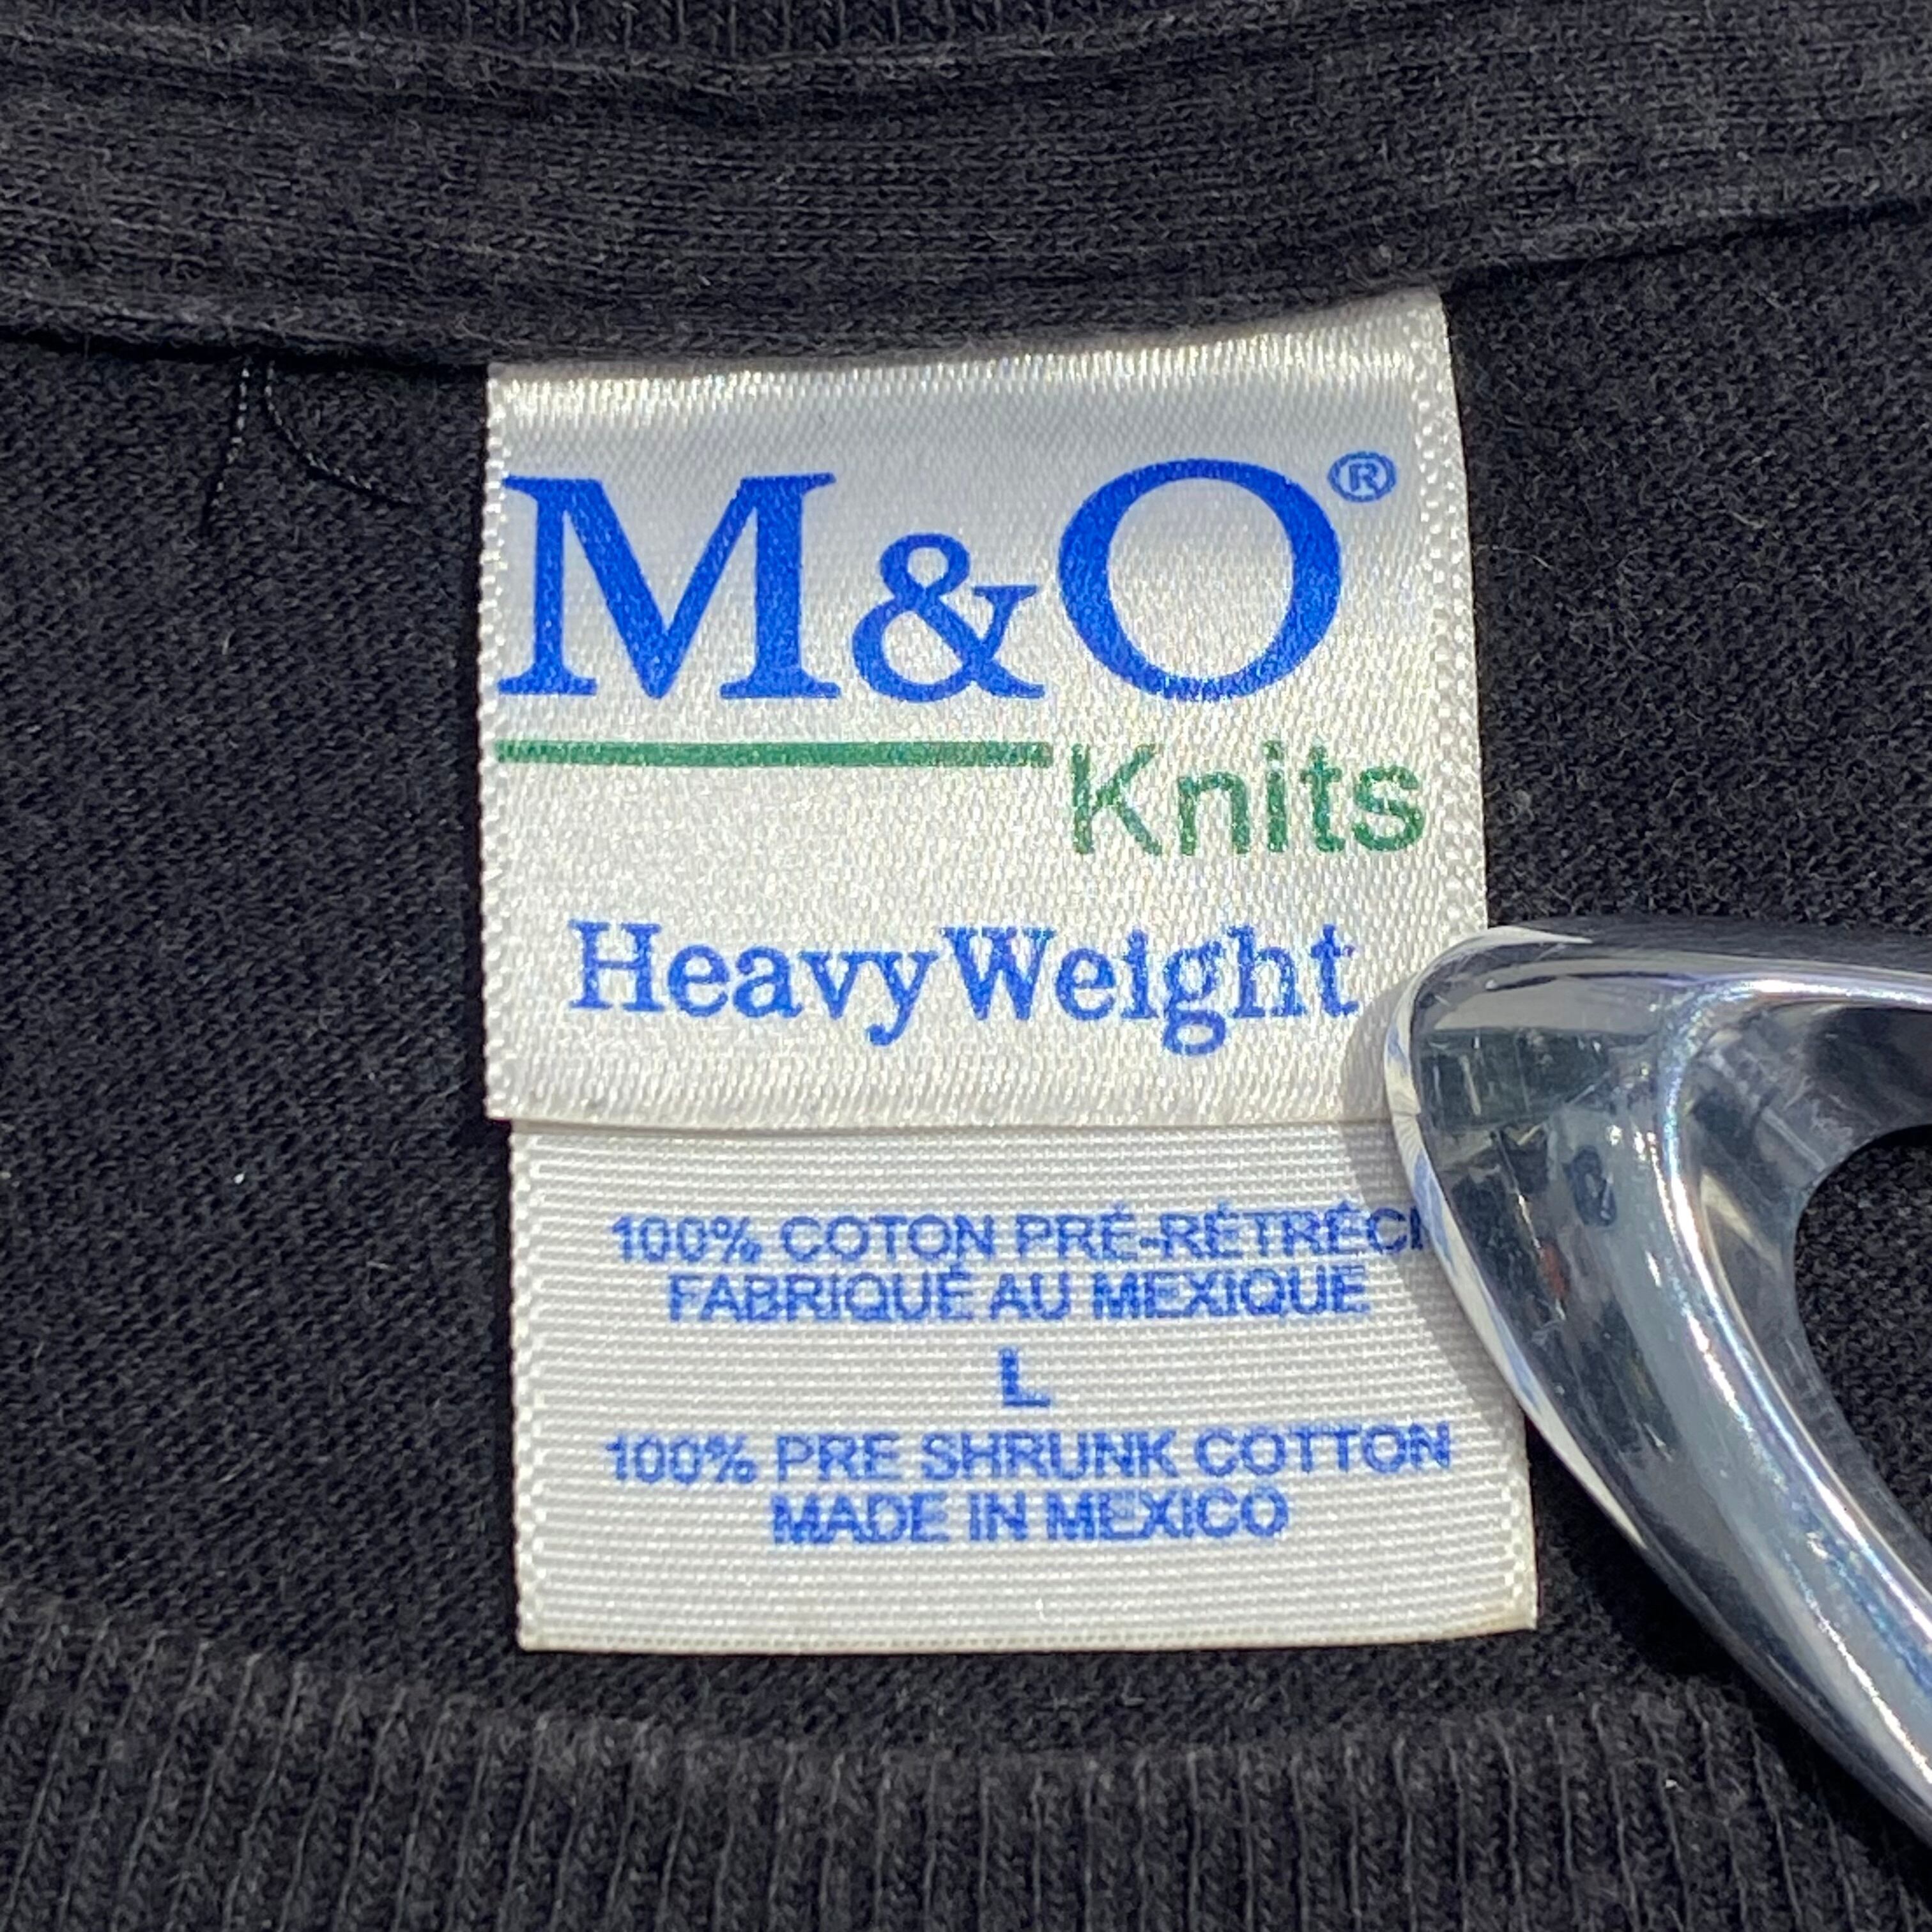 M&O®
Knits
HeavyWeight
100% COTON PRÉ-RÉTRÉCI
FABRIQUÉ AU MEXIQUE
L
100% PRE SHRUNK COTTON
MADE IN MEXICO